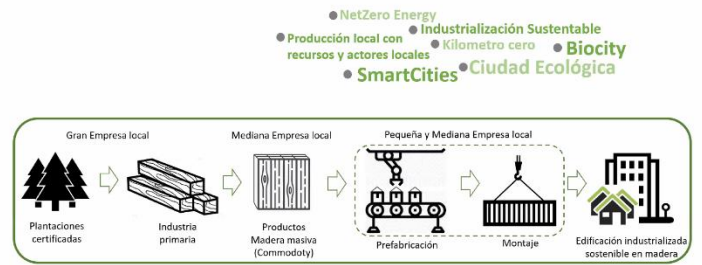 NetZero Energy
Industrialización Sustentable
Producción local con
recursos y actores locales
Kilometro cero
Biocity
SmartCities
Ciudad Ecológica
Gran Empresa local
Mediana Empresa local
Pequeña y Mediana Empresa local
Plantaciones
certificadas
Industria
primaria
Productos
Madera masiva
(Commodoty)
Prefabricación
Montaje
Edificación industrializada
sostenible en madera